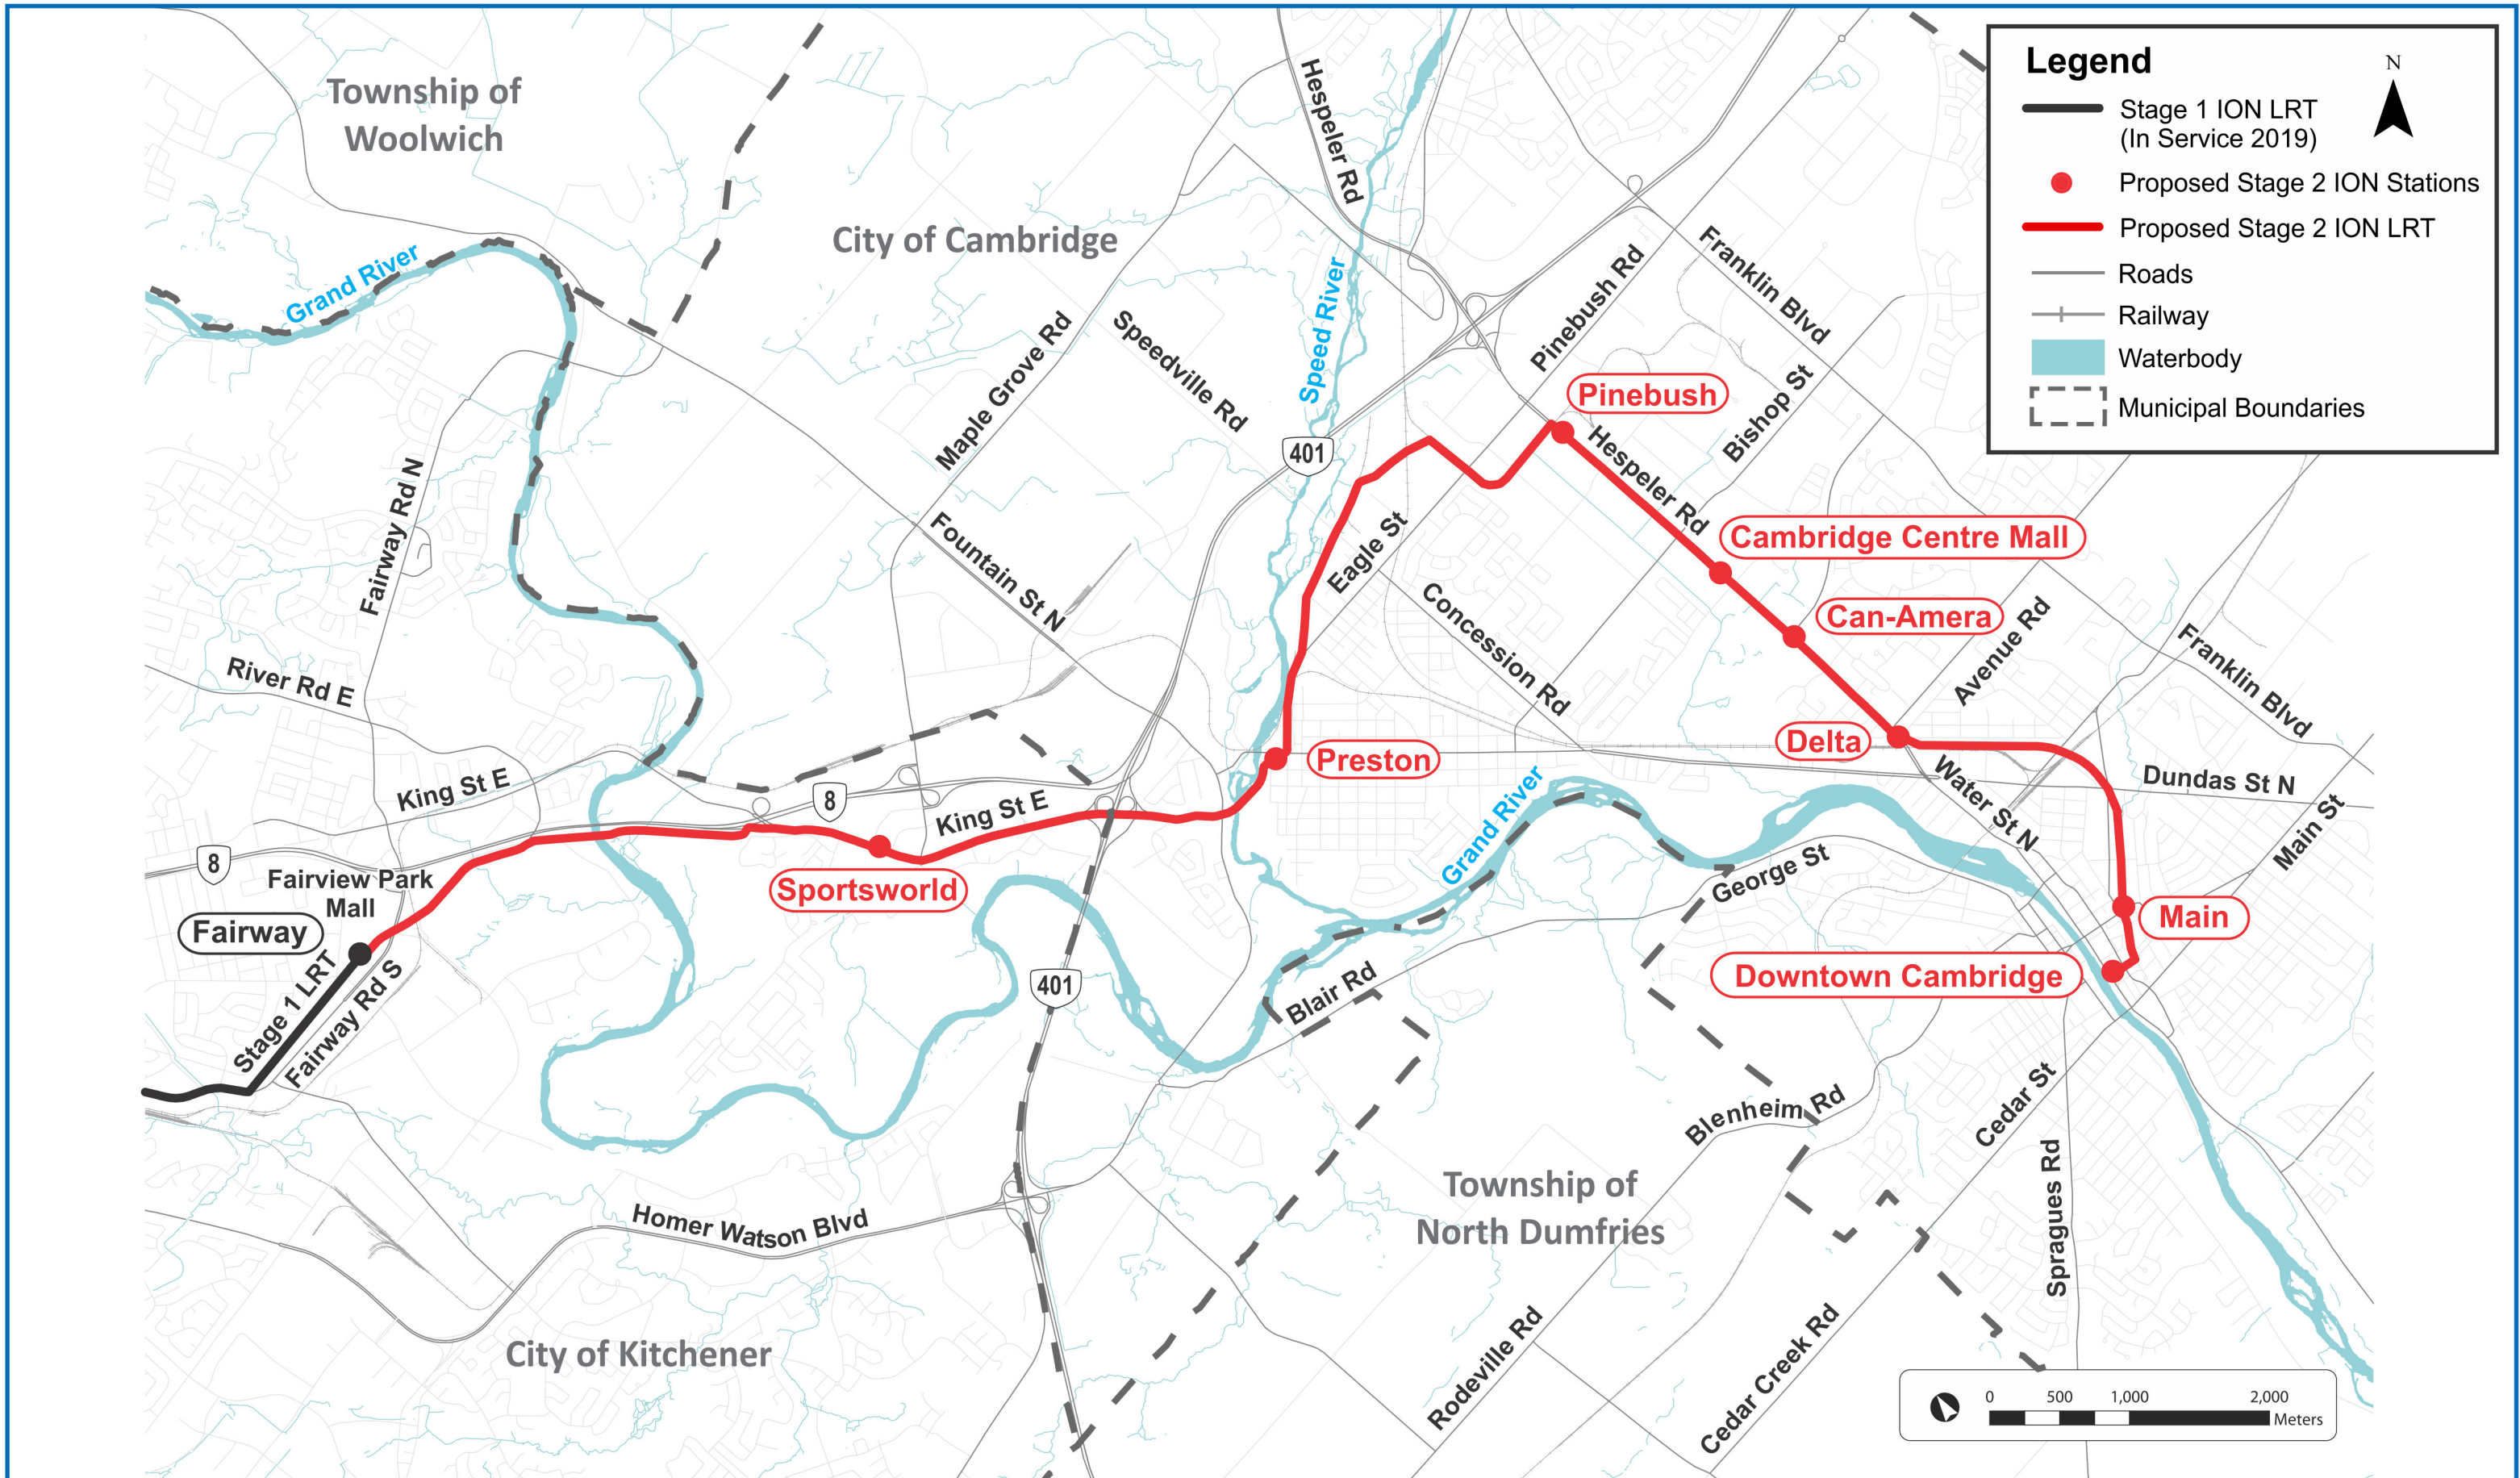 Legend
N
Stage 1 ION LRT
(In Service 2019)
Proposed Stage 2 ION Stations
Proposed Stage 2 ION LRT
Roads
Railway
Waterbody
Municipal Boundaries
Township of
Woolwich
City of Cambridge
Hespeler Rd
Grand River
Speed River
Pinebush Rd
Franklin Blvd
Maple Grove Rd
Speedville Rd
401
Pinebush
Bishop St
Hespeler Rd
Fairway Rd N
Fountain St N
Eagle St
Cambridge Centre Mall
Can-Amera
Concession Rd
Avenue Rd
Franklin Blvd
River Rd E
Delta
Preston
King St E
8
King St E
Water St N
Dundas St N
Main St
Grand River
George St
8
Fairview Park
Mall
Sportsworld
Fairway
Main
Downtown Cambridge
Stage 1 LRT
Fairway Rd S
401
Blair Rd
Blenheim Rd
Cedar St
Spragues Rd
Township of
North Dumfries
Homer Watson Blvd
City of Kitchener
Rodeville Rd
Cedar Creek Rd
0 500 1,000 2,000
Meters